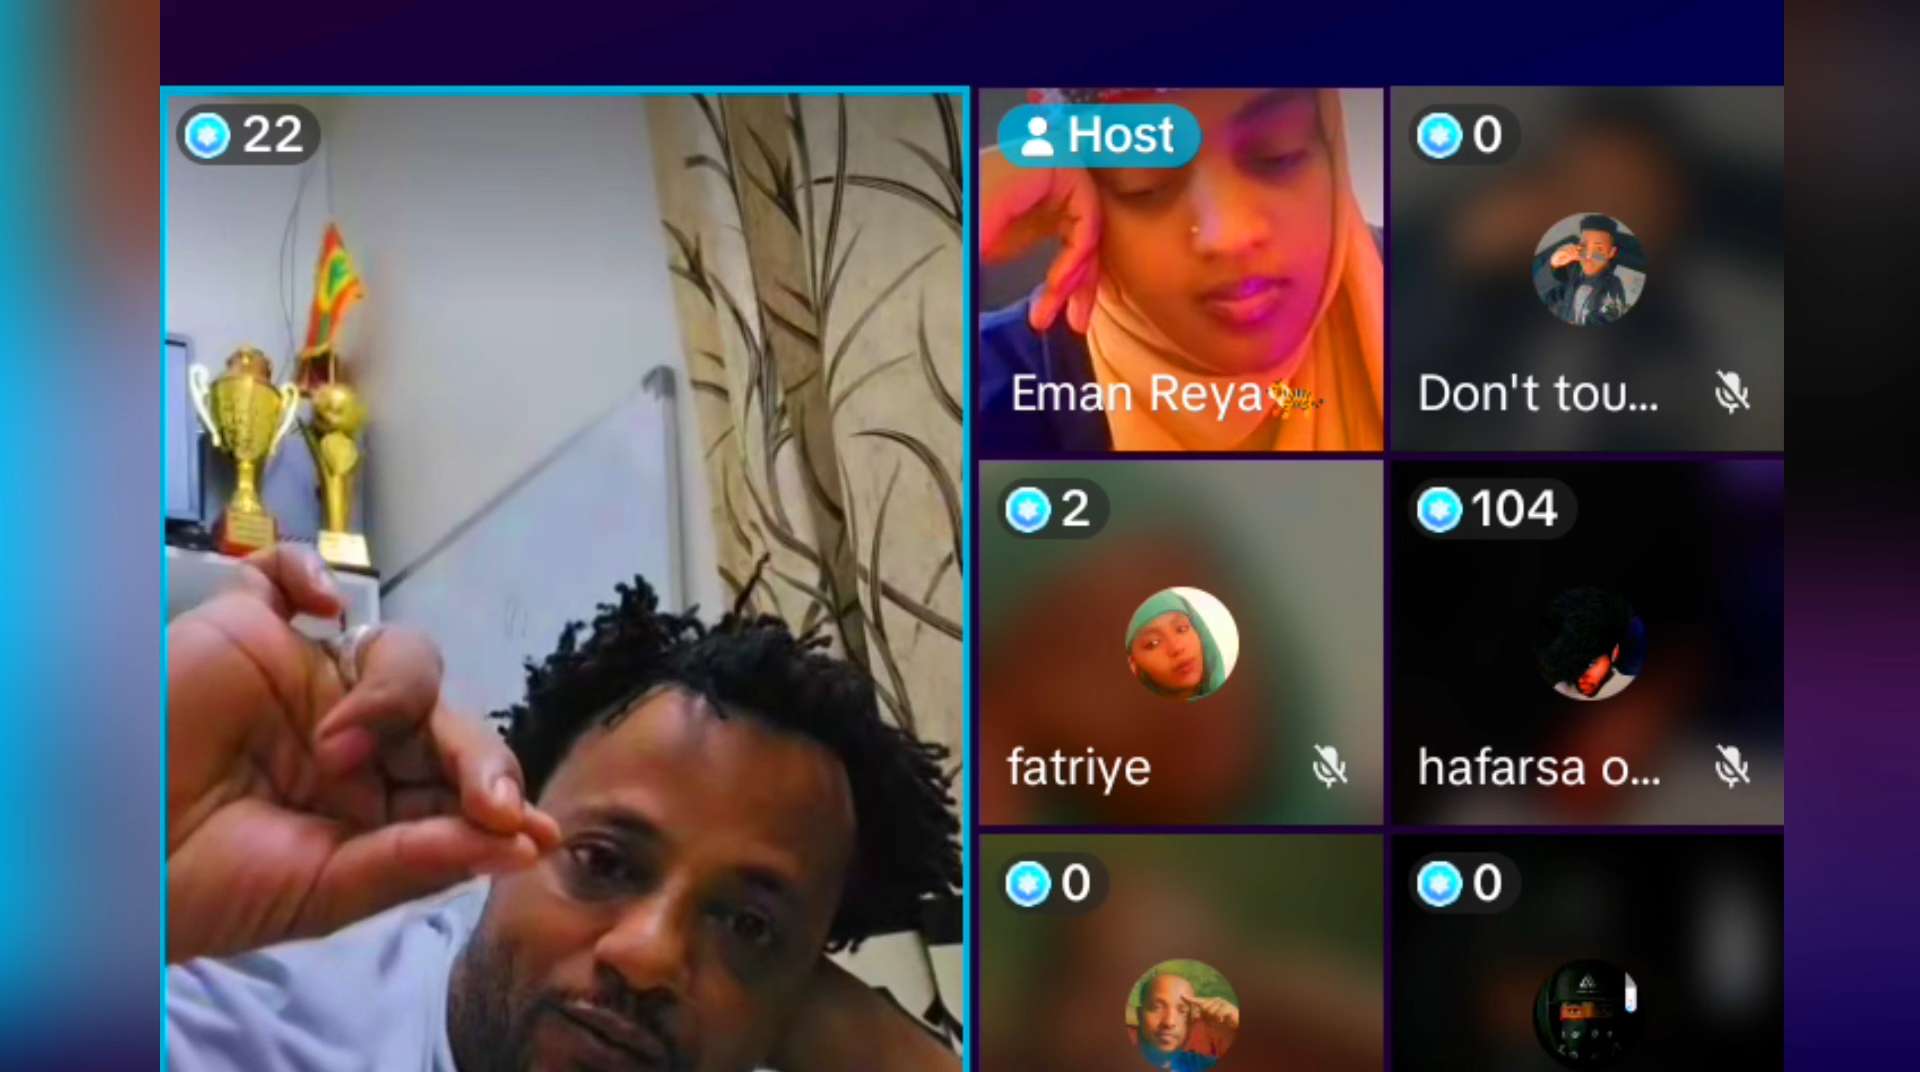 22
Host
0
Eman Reya🐅
Don't tou...
2
104
fatriye
hafarsa o...
0
0